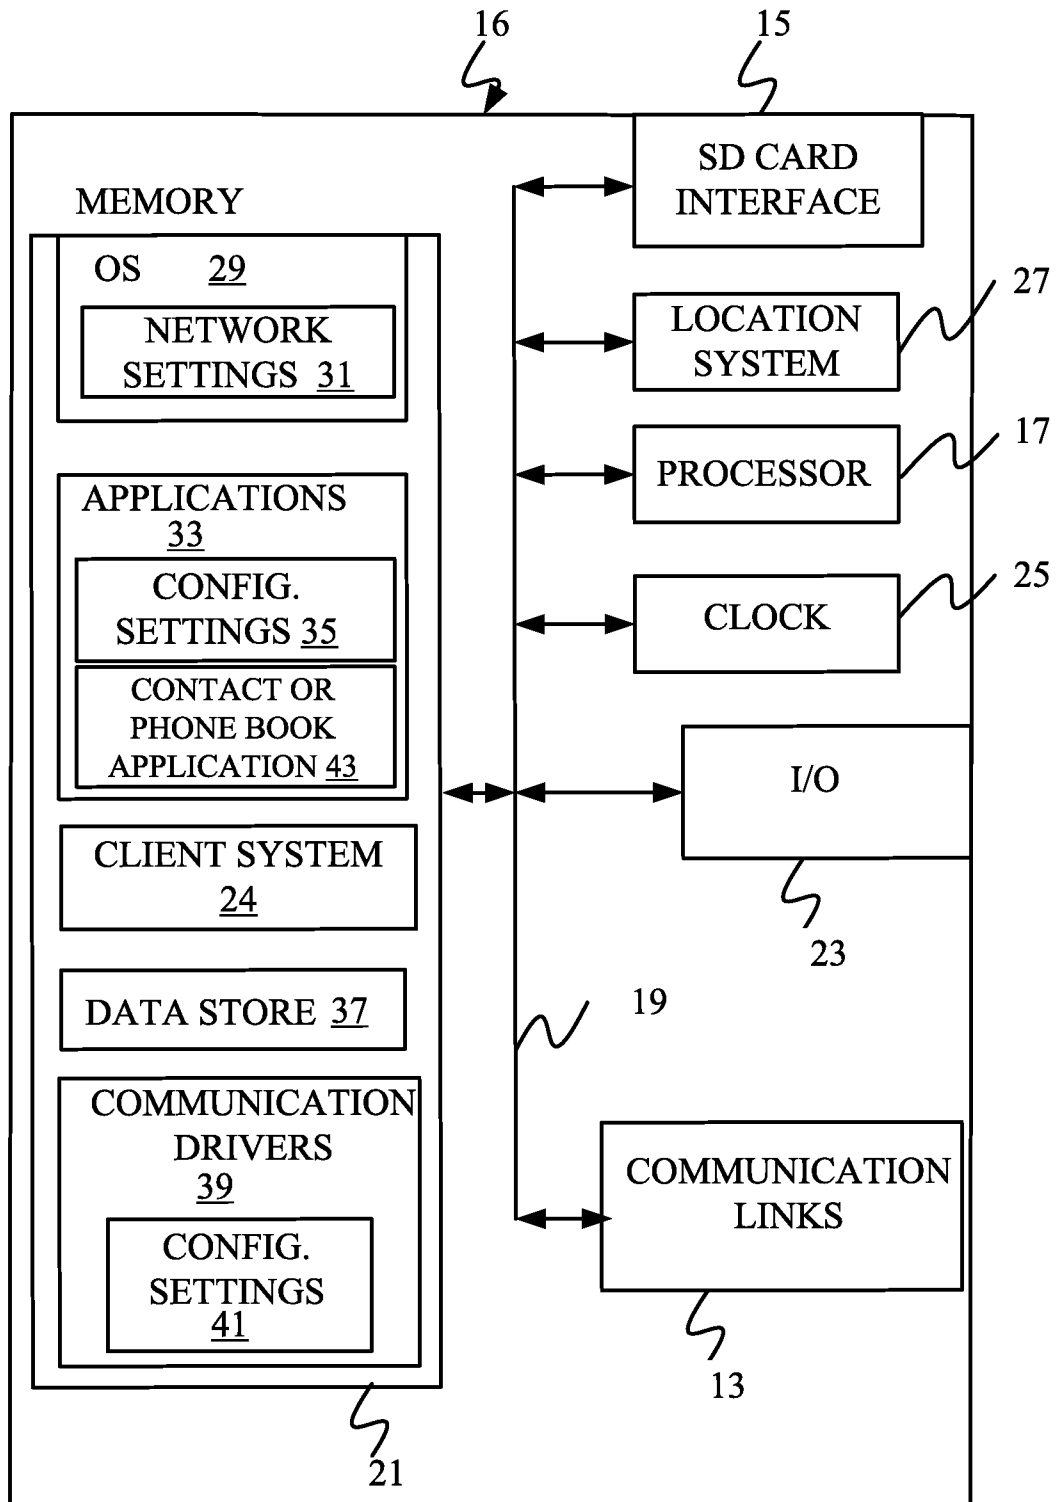 16
15
SD CARD
INTERFACE
MEMORY
OS 29
NETWORK
SETTINGS 31
APPLICATIONS
33
CONFIG.
SETTINGS 35
CONTACT OR
PHONE BOOK
APPLICATION 43
CLIENT SYSTEM
24
DATA STORE 37
COMMUNICATION
DRIVERS
39
CONFIG.
SETTINGS
41
21
27
LOCATION
SYSTEM
17
PROCESSOR
25
CLOCK
I/O
23
19
COMMUNICATION
LINKS
13